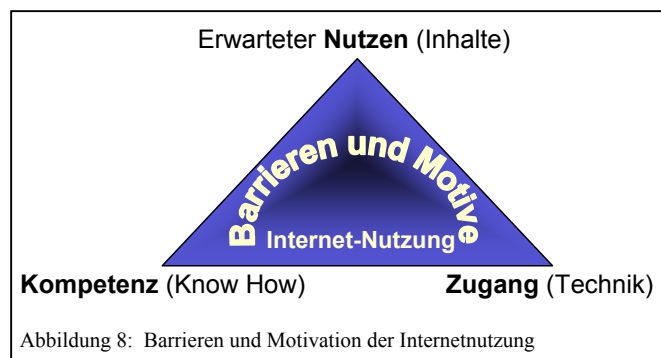 Erwarteter Nutzen (Inhalte)
Barrieren und Motive
Internet-Nutzung
Kompetenz (Know How) Zugang (Technik)
Abbildung 8: Barrieren und Motivation der Internetnutzung